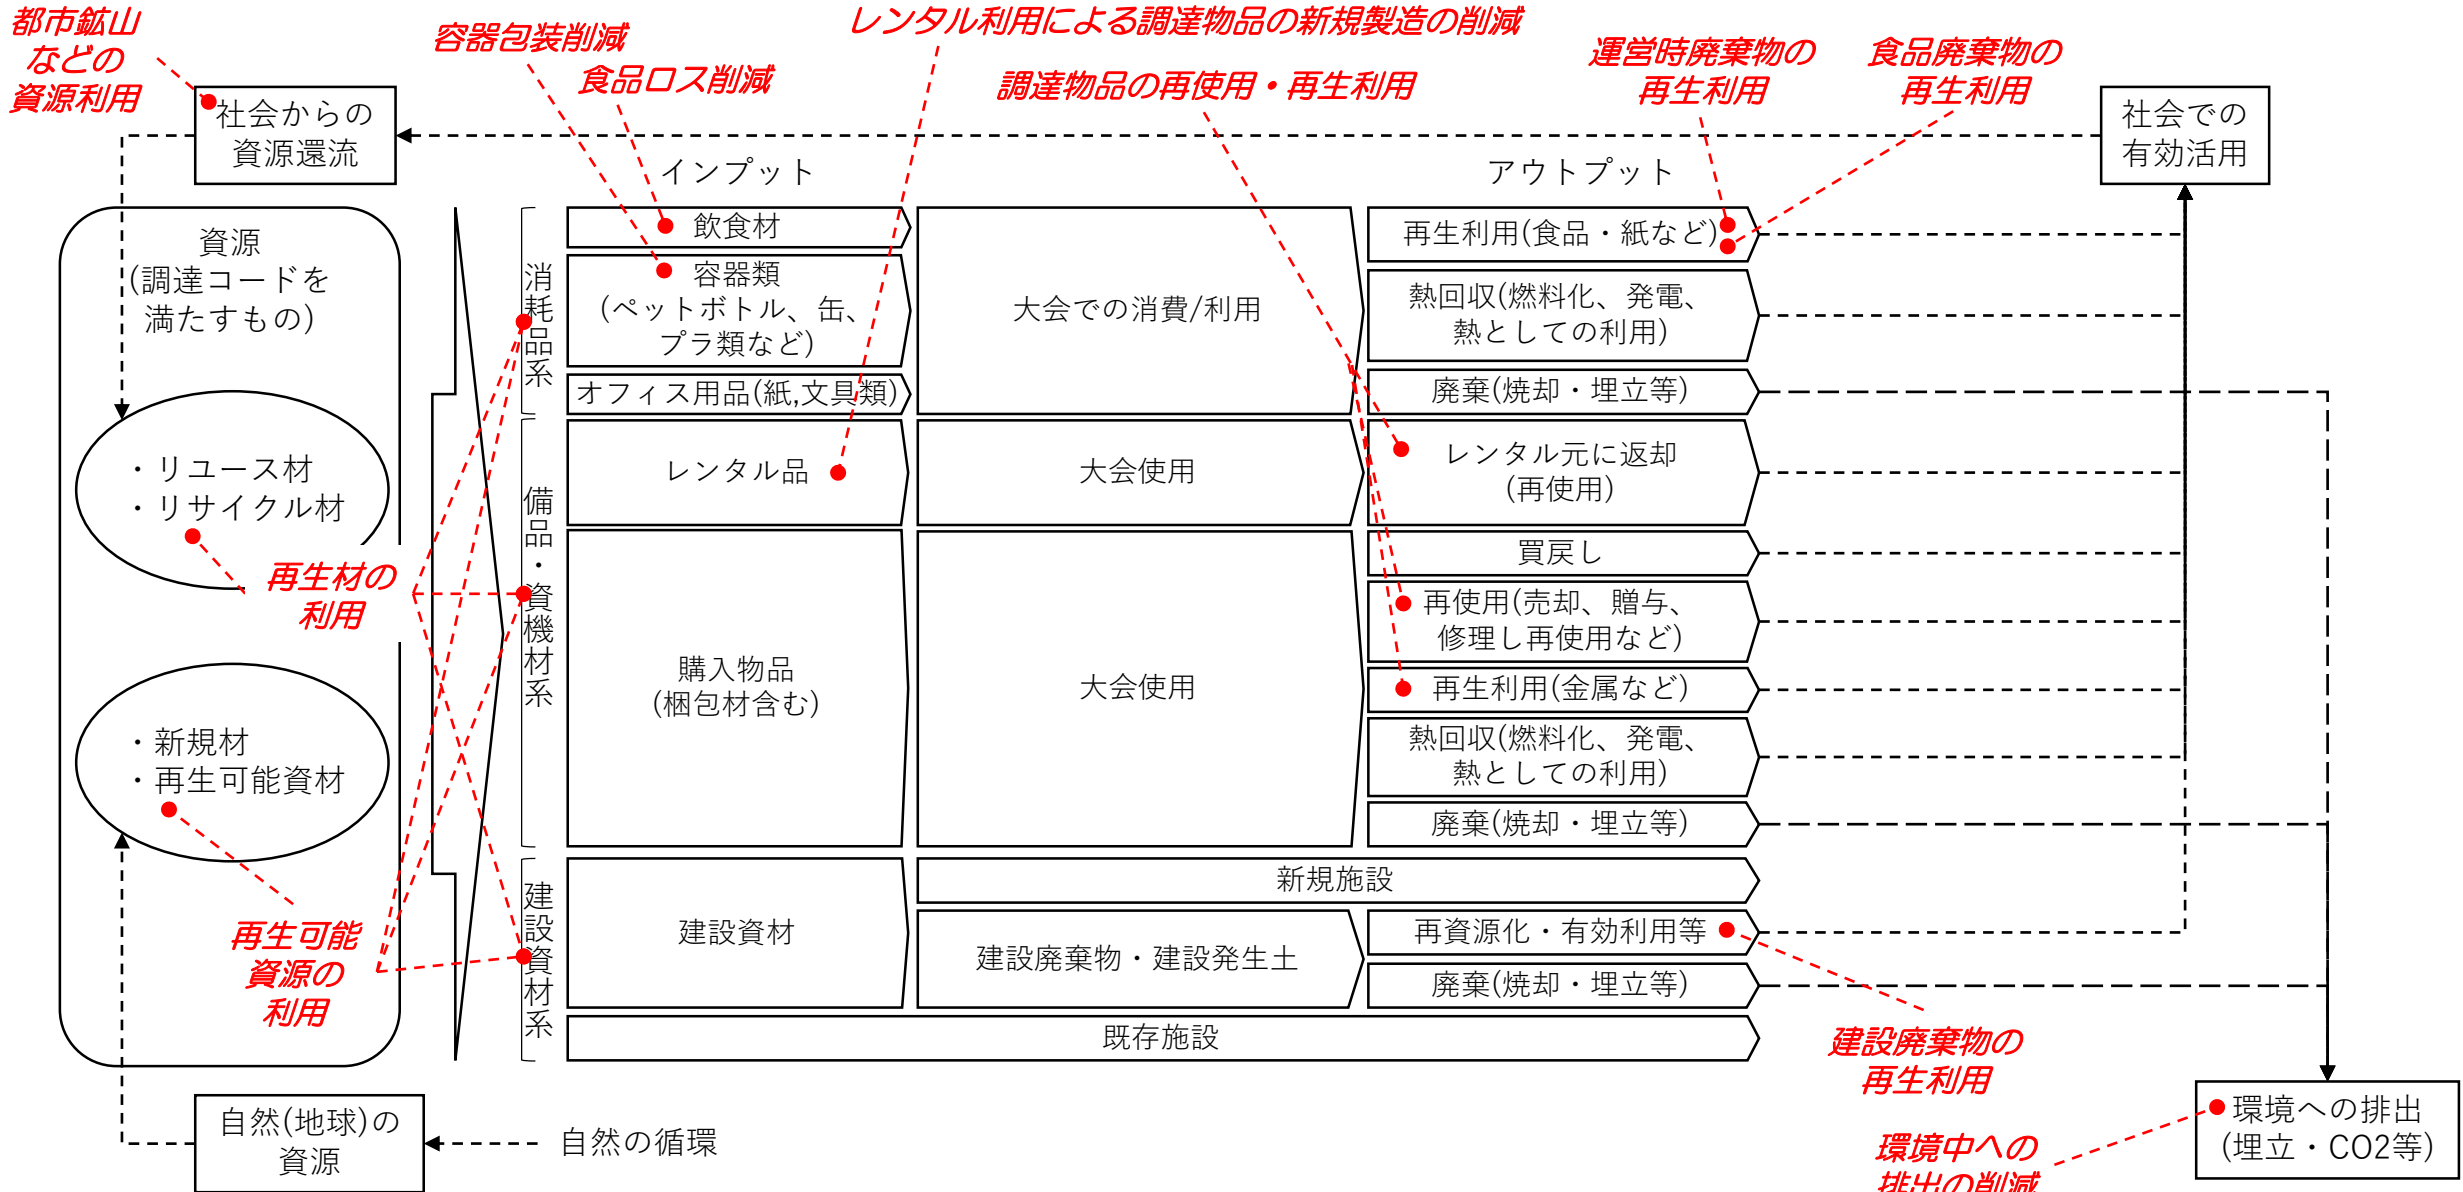 都市鉱山
などの
資源利用
容器包装削減
食品ロス削減
レンタル利用による調達物品の新規製造の削減
調達物品の再使用・再生利用
運営時廃棄物の
再生利用
食品廃棄物の
再生利用
社会からの
資源還流
社会での
有効活用
インプット
アウトプット
資源
(調達コードを
満たすもの)
・リユース材
・リサイクル材
再生材の
利用
・新規材
・再生可能資材
再生可能
資源の
利用
消耗品系
飲食材
容器類
(ペットボトル、缶、
プラ類など)
オフィス用品(紙,文具類)
大会での消費/利用
再生利用(食品・紙など)
熱回収(燃料化、発電、
熱としての利用)
廃棄(焼却・埋立等)
備品・資機材系
レンタル品
大会使用
レンタル元に返却
(再使用)
購入物品
(梱包材含む)
大会使用
買戻し
再使用(売却、贈与、
修理し再使用など)
再生利用(金属など)
熱回収(燃料化、発電、
熱としての利用)
廃棄(焼却・埋立等)
建設資材系
建設資材
新規施設
建設廃棄物・建設発生土
再資源化・有効利用等
廃棄(焼却・埋立等)
既存施設
建設廃棄物の
再生利用
自然(地球)の
資源
自然の循環
環境への排出
(埋立・CO2等)
環境中への
排出の削減